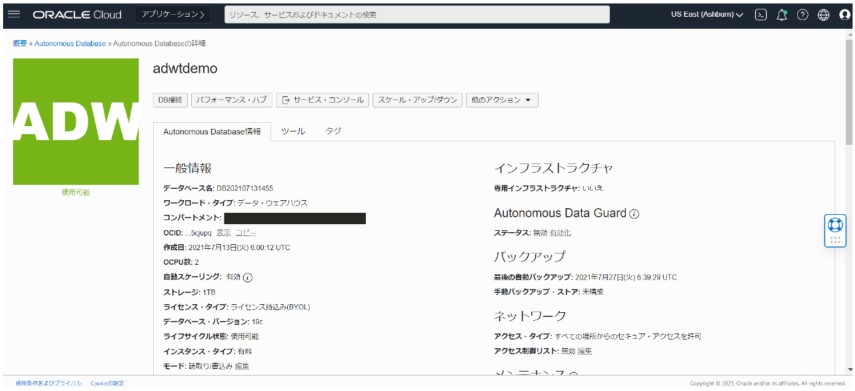 ORACLE Cloud アプリケーション > リソース、サービスおよびドキュメントの検索 US East (Ashburn)
概要 » Autonomous Database » Autonomous Databaseの詳細
ADW
使用可能
adwtdemo
DB接続 パフォーマンス・ハブ サービス・コンソール スケール・アップ/ダウン 他のアクション
Autonomous Database情報 ツール タグ
一般情報
データベース名: DB202107131455
ワークロード・タイプ: データ・ウェアハウス
コンパートメント:
OCID: ...5cjupq 表示 コピー
作成日: 2021年7月13日(火) 6:00:12 UTC
OCPU数: 2
自動スケーリング: 有効
ストレージ: 1TB
ライセンス・タイプ: ライセンス持込み(BYOL)
データベース・バージョン: 19c
ライフサイクル状態: 使用可能
インスタンス・タイプ: 有料
モード: 読取り/書込み 編集
インフラストラクチャ
専用インフラストラクチャ: いいえ
Autonomous Data Guard
ステータス: 無効 有効化
バックアップ
最後の自動バックアップ: 2021年7月27日(火) 6:39:29 UTC
手動バックアップ・ストア: 未構成
ネットワーク
アクセス・タイプ: すべての場所からのセキュア・アクセスを許可
アクセス制御リスト: 無効 編集
メンテナンス
使用条件およびプライバシ Cookieの設定 Copyright © 2021, Oracle and/or its affiliates. All rights reserved.